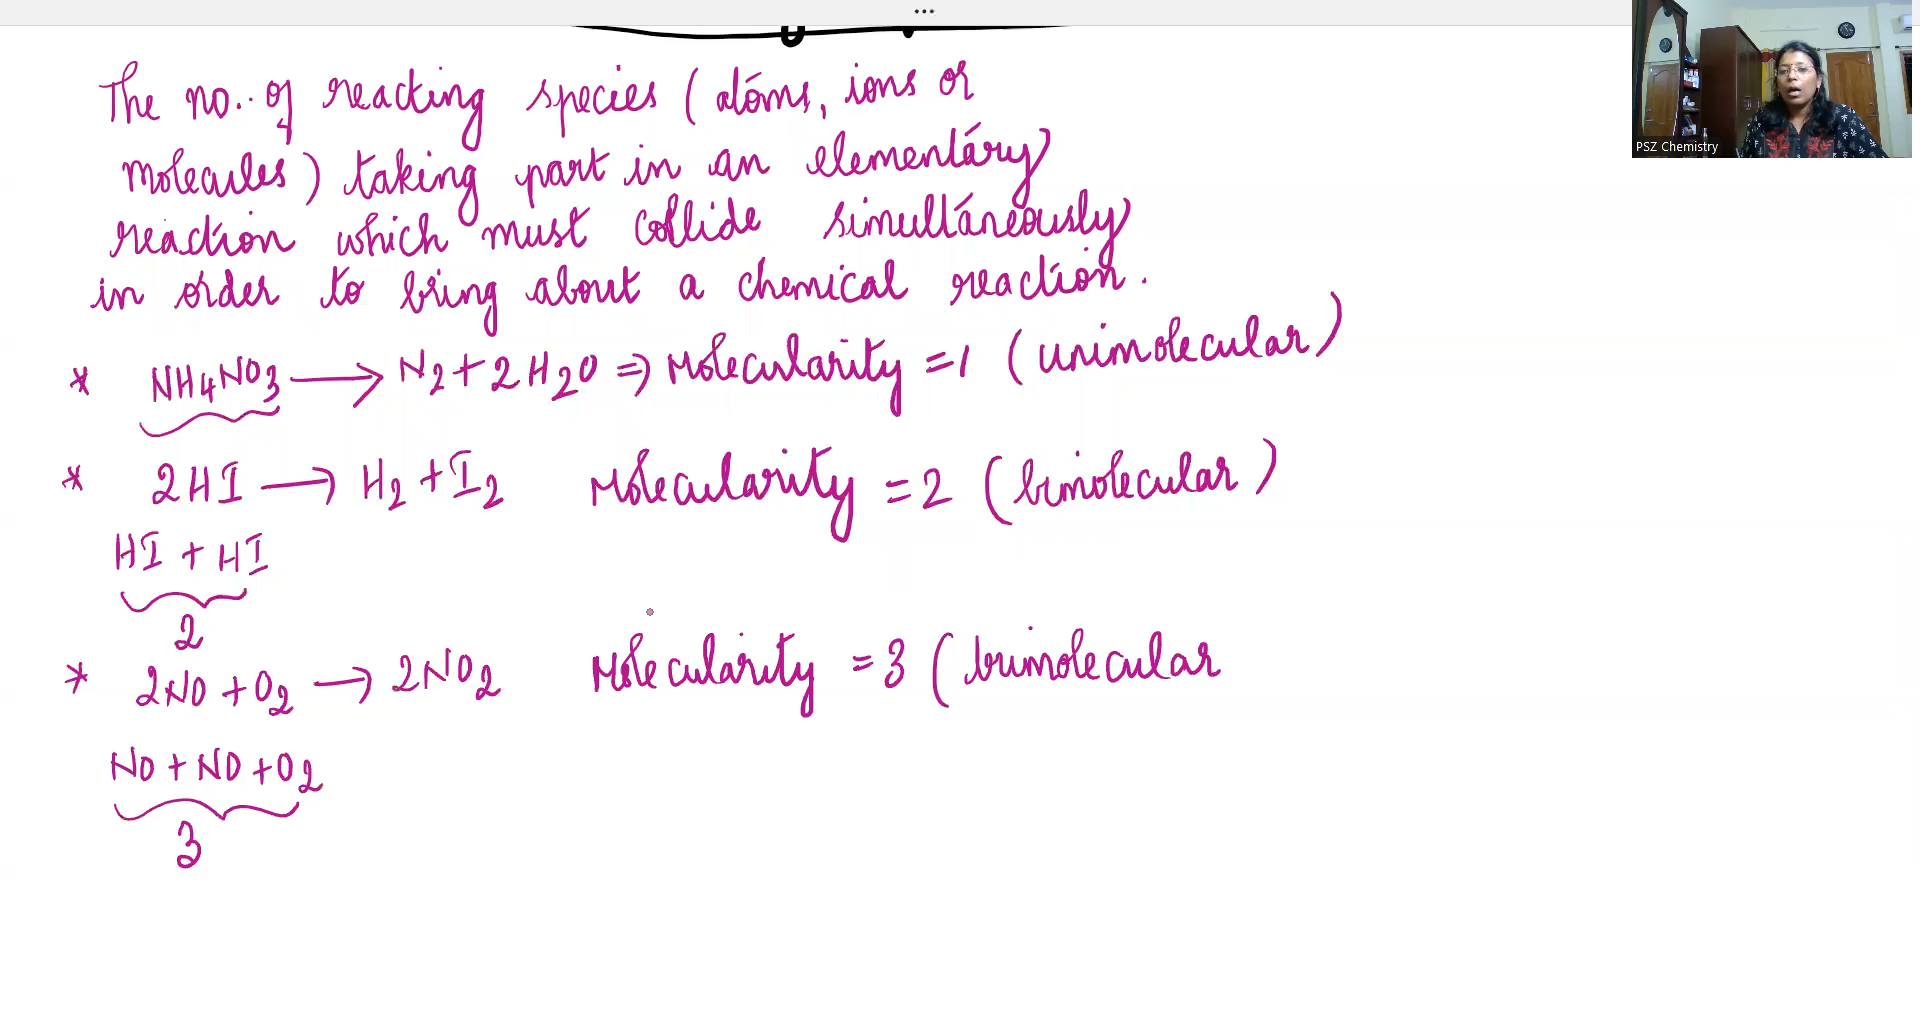 PSZ Chemistry
The no. of reacting species (atoms, ions or
molecules) taking part in an elementary
reaction which must collide simultaneously
in order to bring about a chemical reaction.
* NH4NO3 ⟶ N2 + 2H2O ⇒ Molecularity = 1 (unimolecular)
* 2HI ⟶ H2 + I2 Molecularity = 2 (bimolecular)
HI + HI
2
* 2NO + O2 ⟶ 2NO2 Molecularity = 3 (trimolecular
NO + NO + O2
3